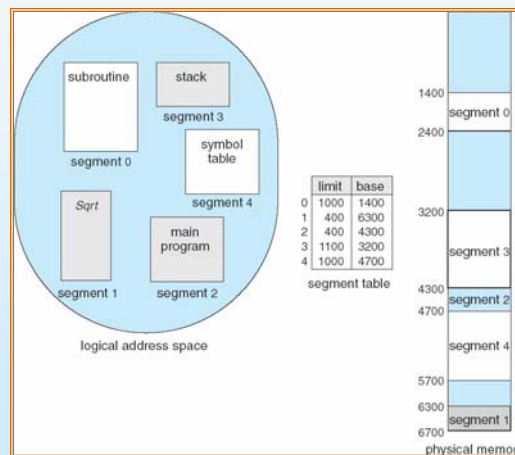 subroutine
segment 0
stack
segment 3
symbol
table
segment 4
Sqrt
segment 1
main
program
segment 2
logical address space
limit base
0 1000 1400
1 400 6300
2 400 4300
3 1100 3200
4 1000 4700
segment table
1400
segment 0
2400
3200
segment 3
4300
segment 2
4700
segment 4
5700
6300
segment 1
6700
physical memor